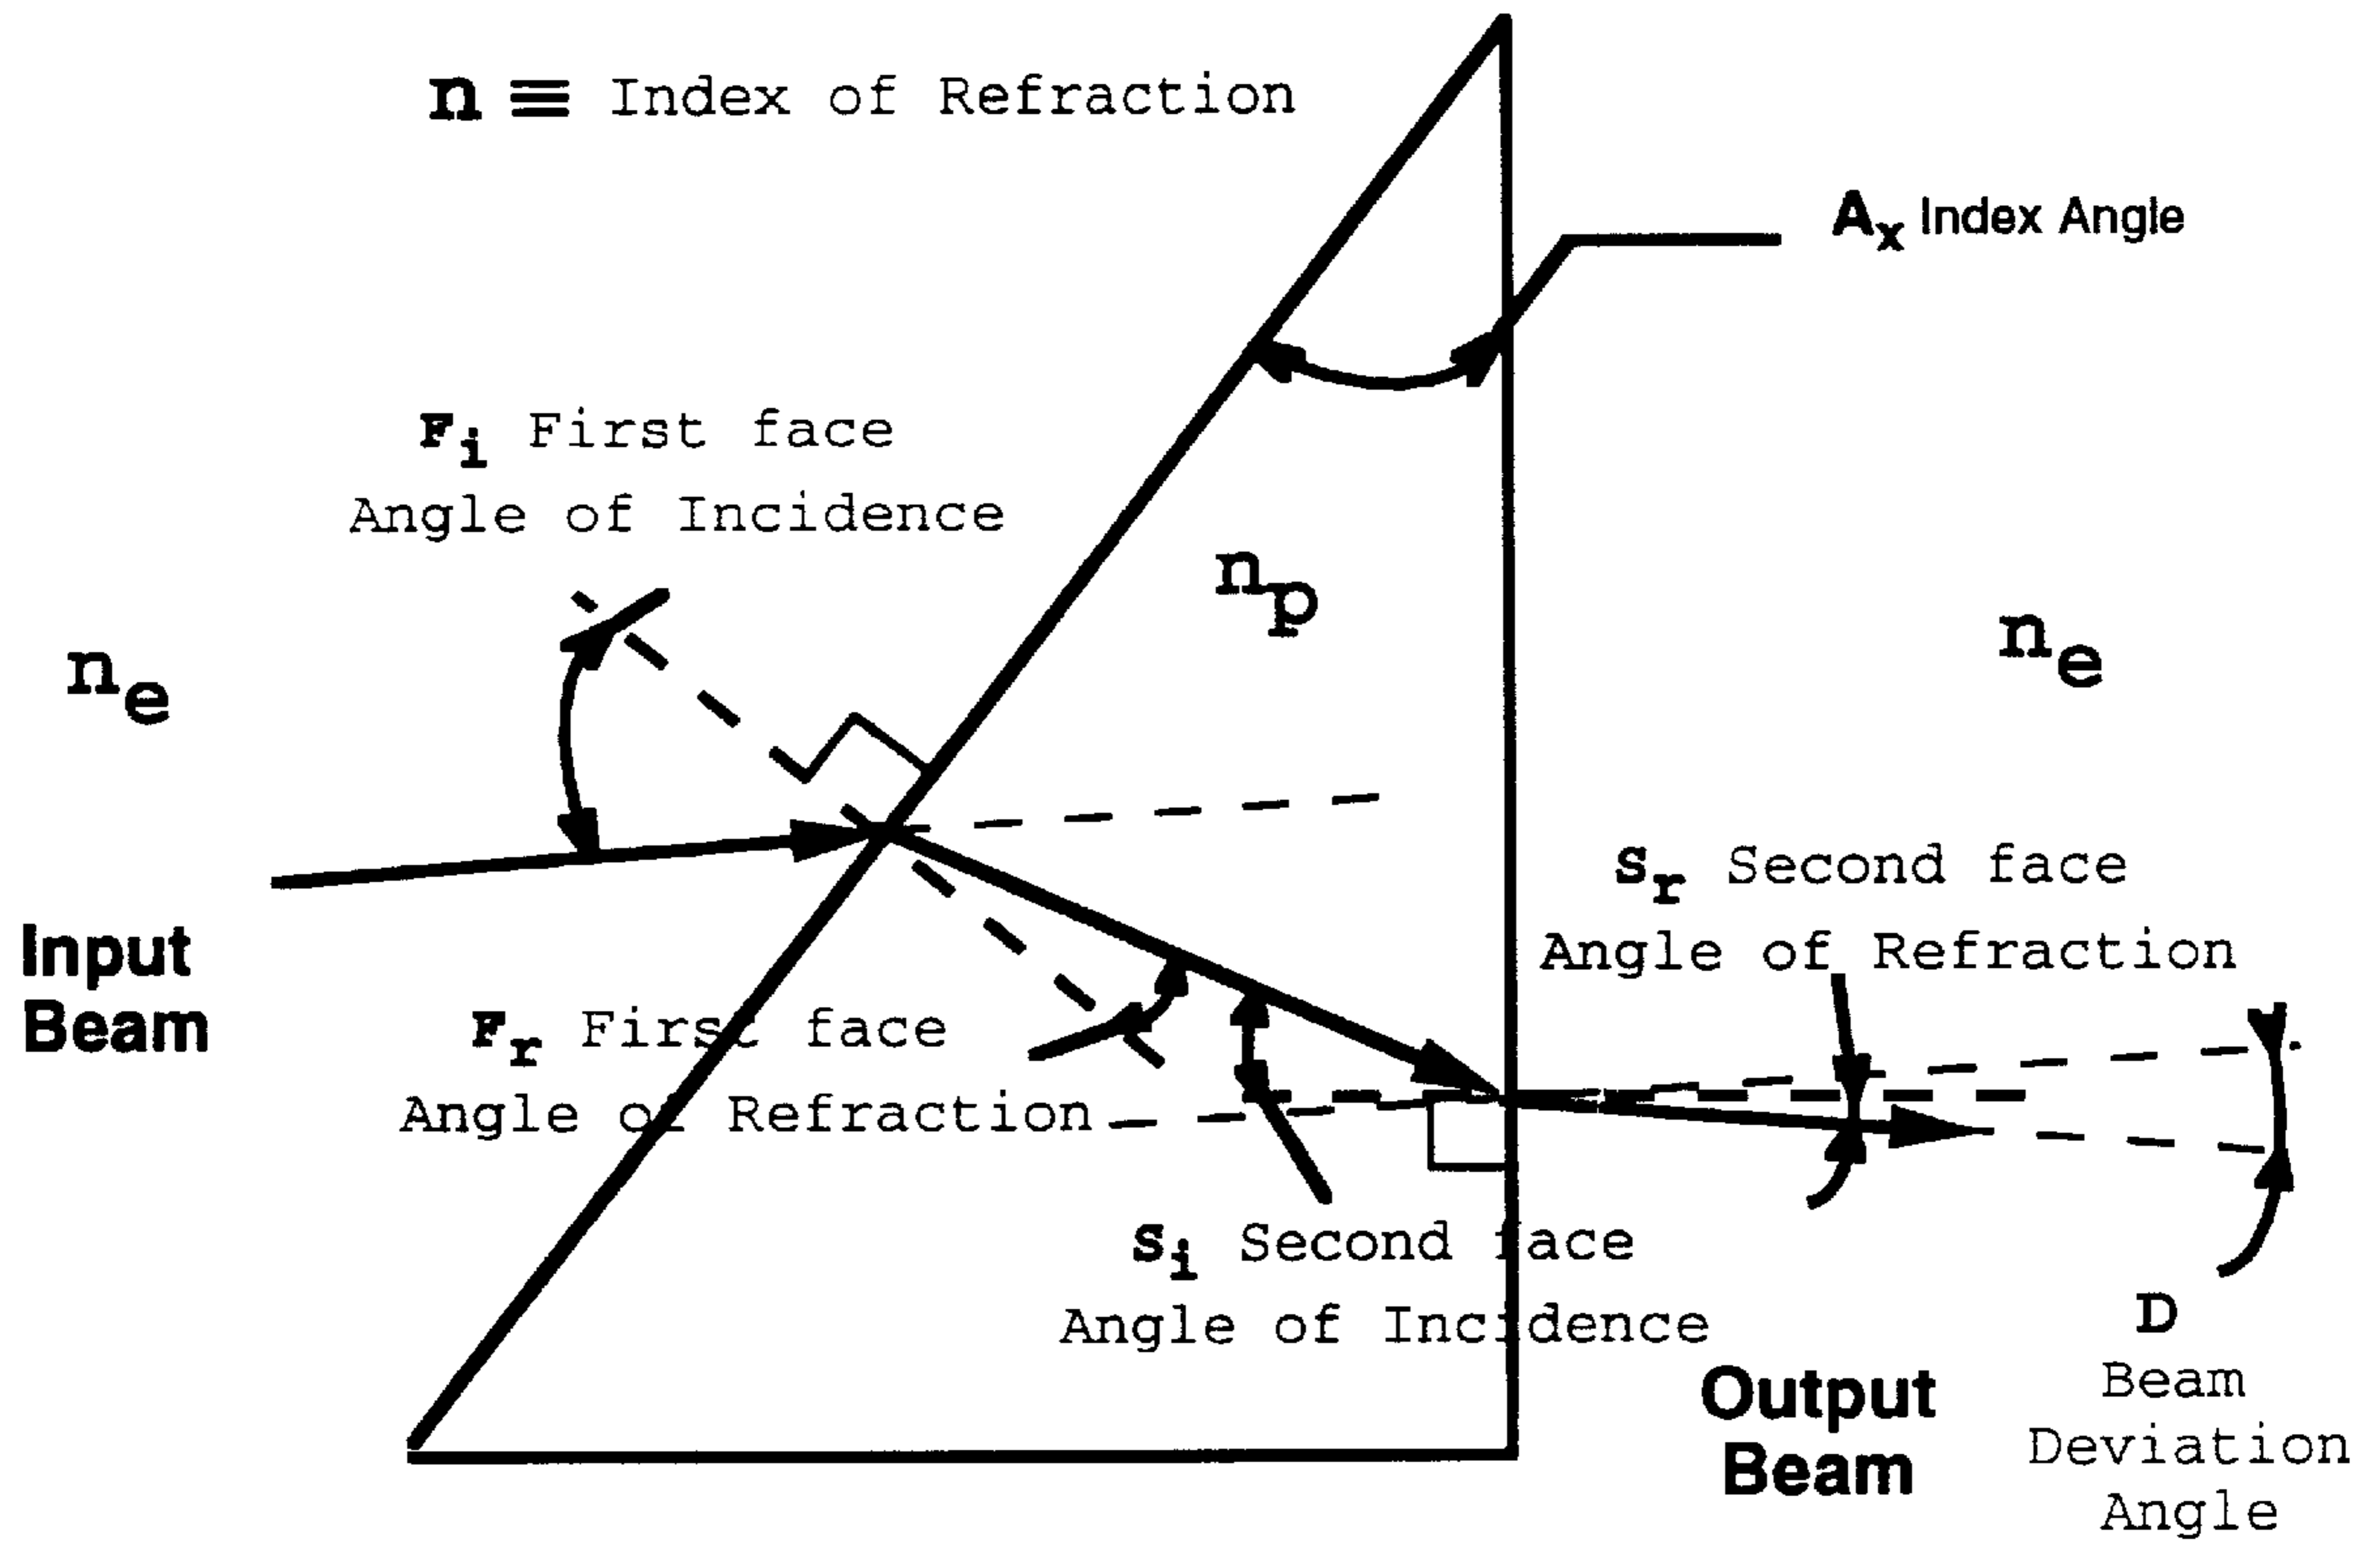 n ≡ Index of Refraction
Ax Index Angle
Fi First face
Angle of Incidence
np
ne
ne
Sr Second face
Angle of Refraction
Input
Beam
Fr First face
Angle of Refraction
Si Second face
Angle of Incidence
D
Beam
Deviation
Angle
Output
Beam